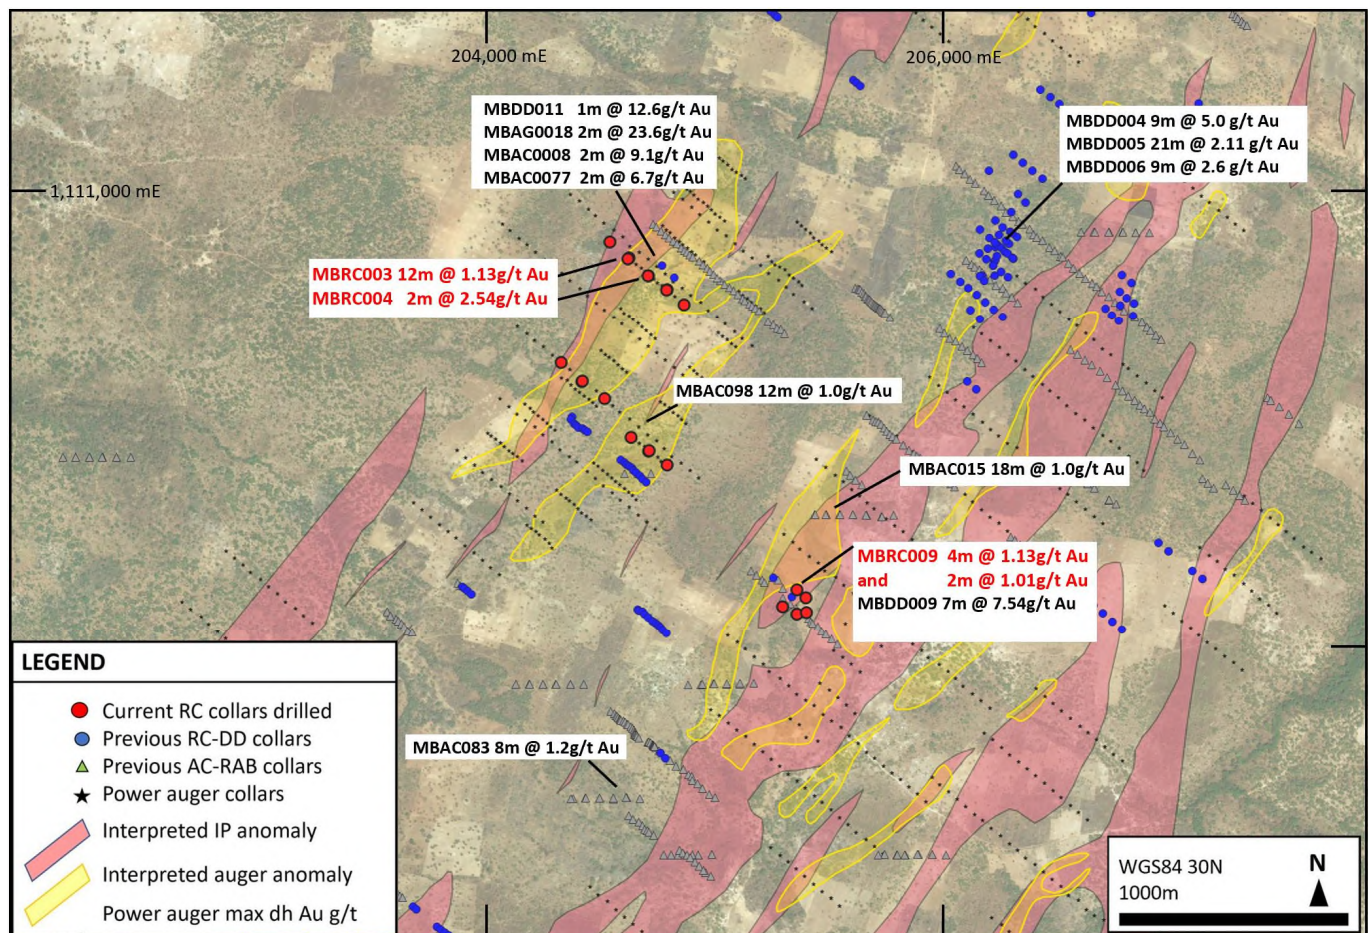 204,000 mE
206,000 mE
1,111,000 mE
MBDD011 1m @ 12.6g/t Au
MBAG0018 2m @ 23.6g/t Au
MBAC0008 2m @ 9.1g/t Au
MBAC0077 2m @ 6.7g/t Au
MBDD004 9m @ 5.0 g/t Au
MBDD005 21m @ 2.11 g/t Au
MBDD006 9m @ 2.6 g/t Au
MBRC003 12m @ 1.13g/t Au
MBRC004 2m @ 2.54g/t Au
MBAC098 12m @ 1.0g/t Au
MBAC015 18m @ 1.0g/t Au
MBRC009 4m @ 1.13g/t Au
and 2m @ 1.01g/t Au
MBDD009 7m @ 7.54g/t Au
MBAC083 8m @ 1.2g/t Au
LEGEND
Current RC collars drilled
Previous RC-DD collars
Previous AC-RAB collars
Power auger collars
Interpreted IP anomaly
Interpreted auger anomaly
Power auger max dh Au g/t
WGS84 30N
1000m
N